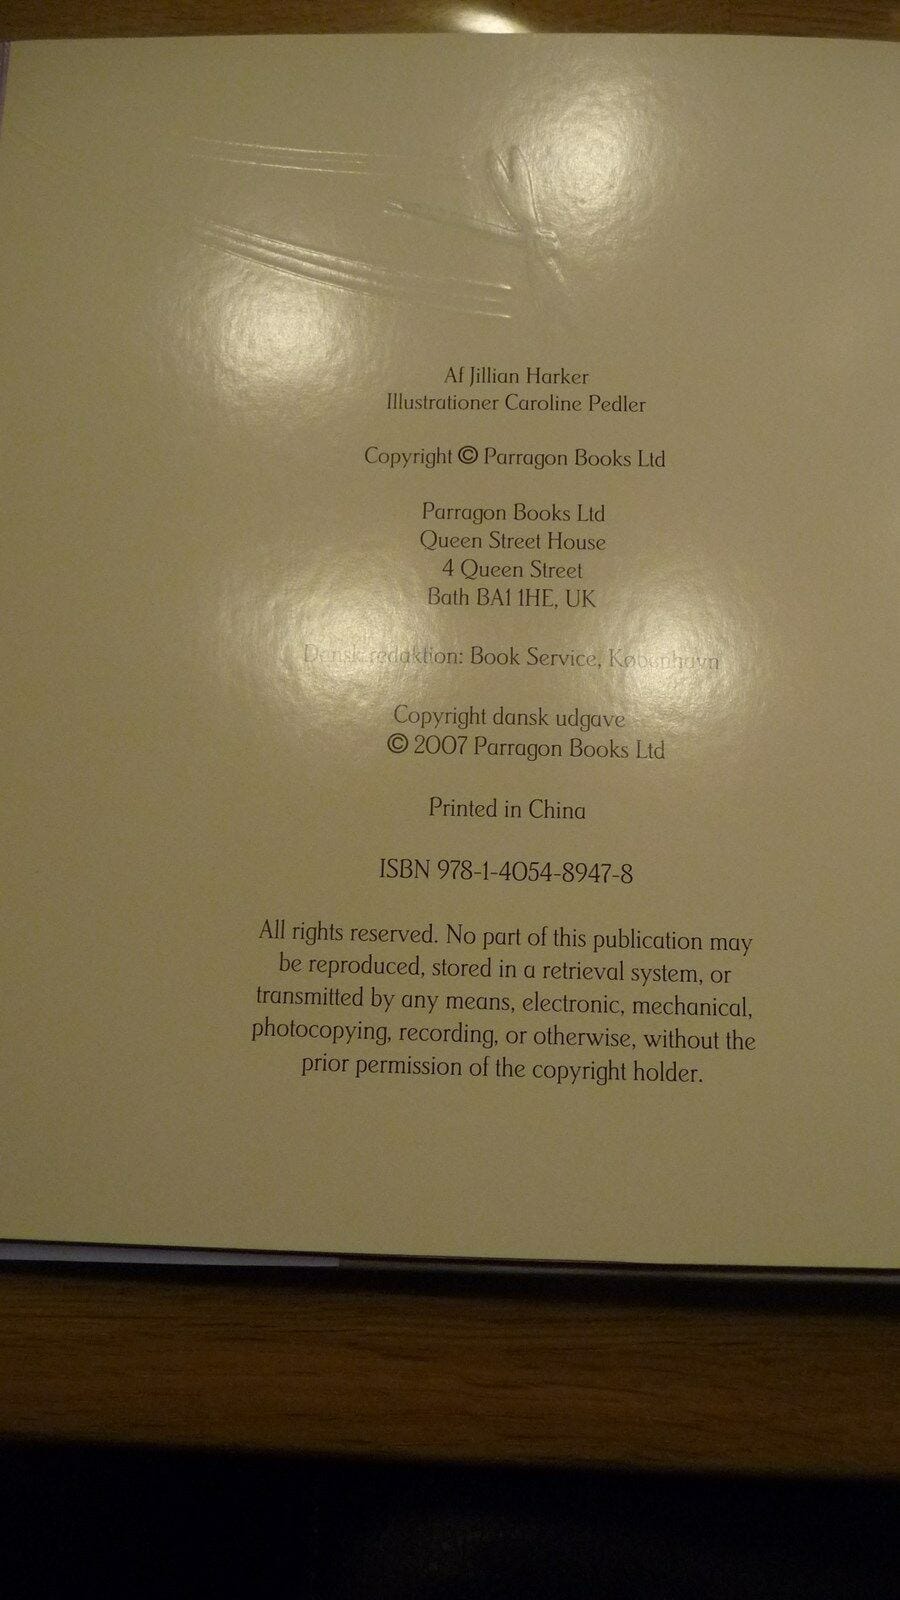 Af Jillian Harker
Illustrationer Caroline Pedler
Copyright © Parragon Books Ltd
Parragon Books Ltd
Queen Street House
4 Queen Street
Bath BA1 1HE, UK
Dansk redaktion: Book Service, København
Copyright dansk udgave
© 2007 Parragon Books Ltd
Printed in China
ISBN 978-1-4054-8947-8
All rights reserved. No part of this publication may
be reproduced, stored in a retrieval system, or
transmitted by any means, electronic, mechanical,
photocopying, recording, or otherwise, without the
prior permission of the copyright holder.